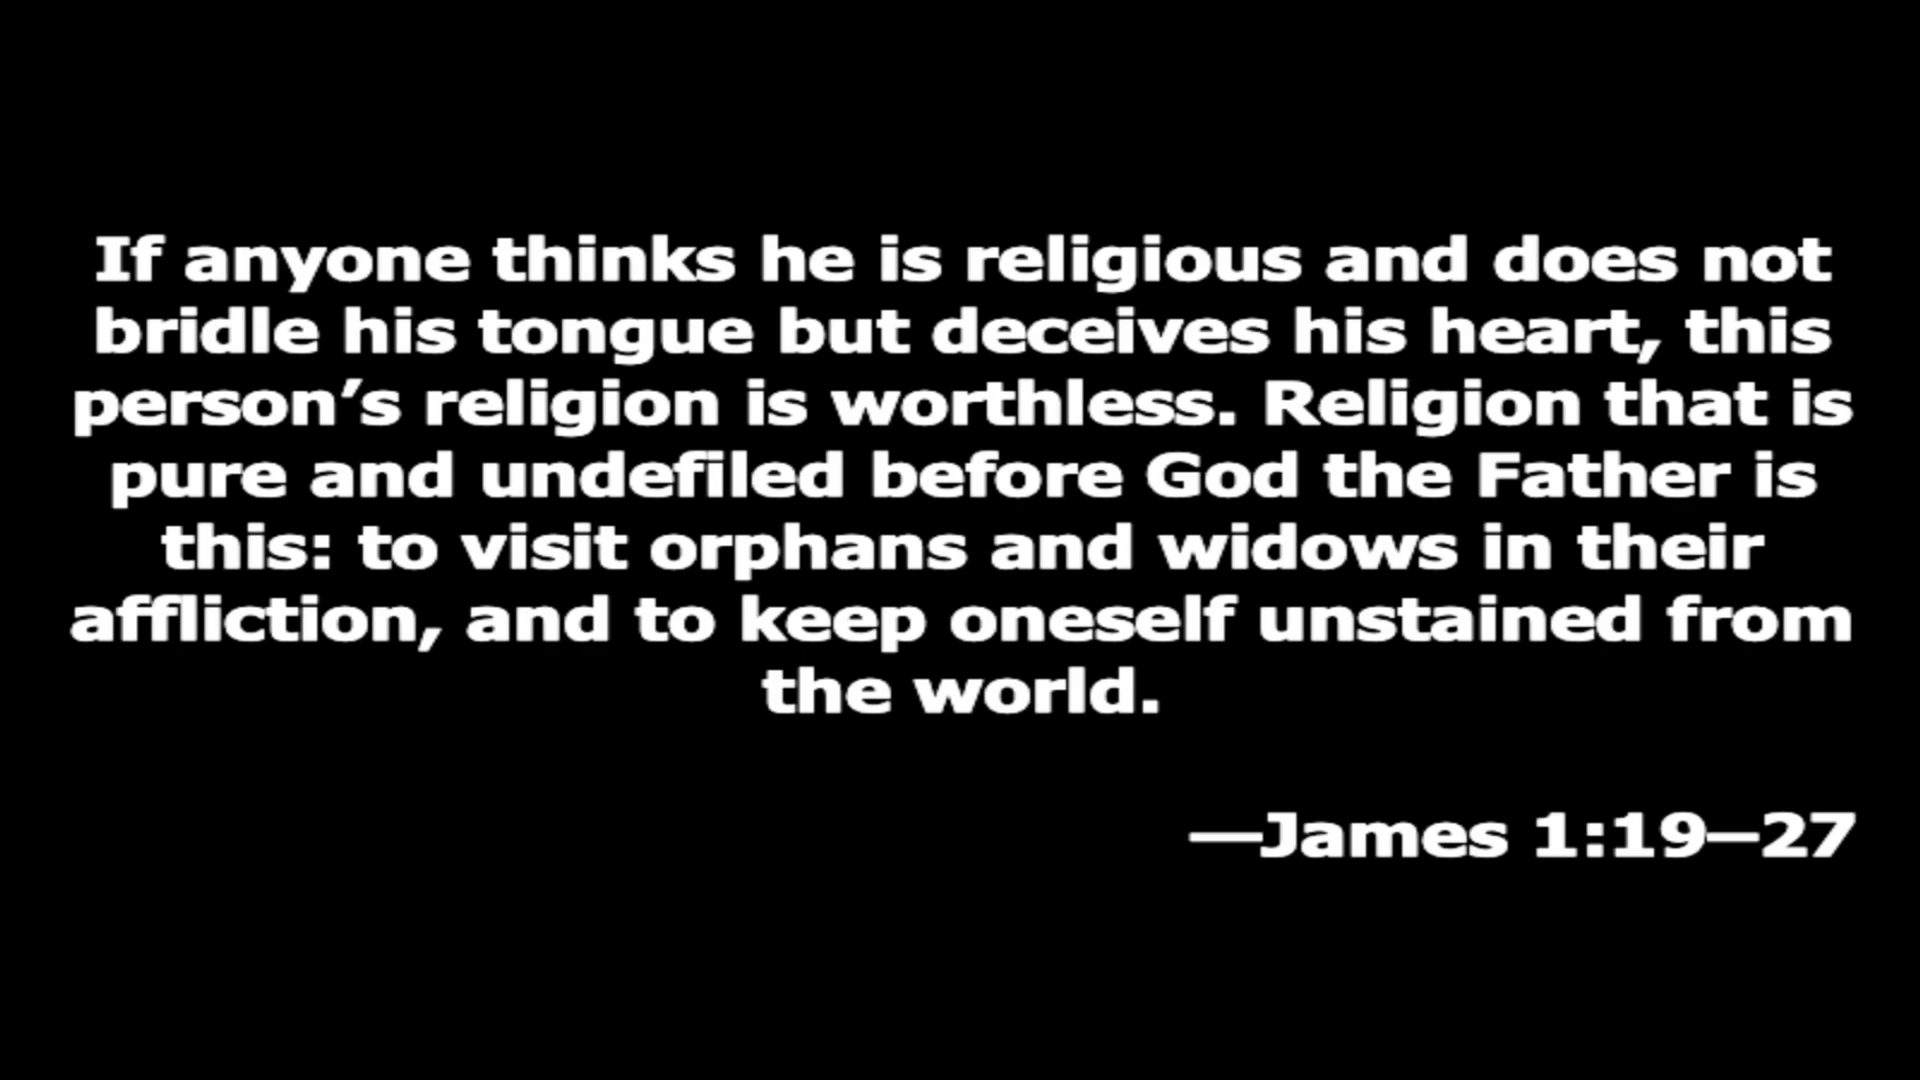 If anyone thinks he is religious and does not
bridle his tongue but deceives his heart, this
person’s religion is worthless. Religion that is
pure and undefiled before God the Father is
this: to visit orphans and widows in their
affliction, and to keep oneself unstained from
the world.
—James 1:19–27